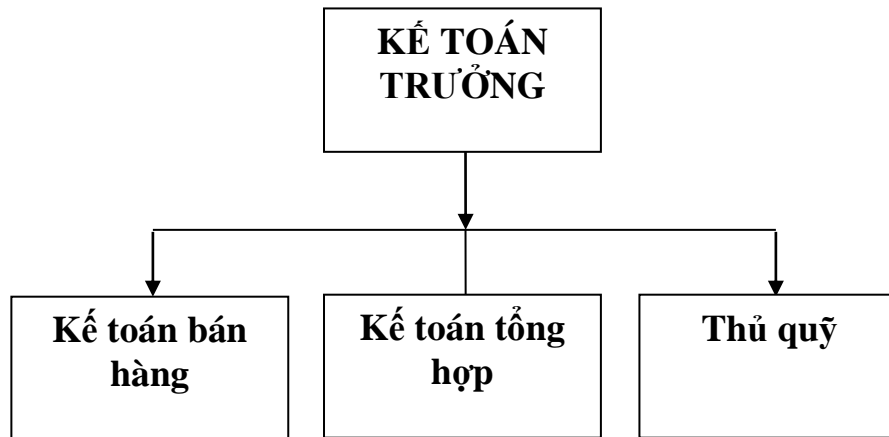 KẾ TOÁN
TRƯỞNG
Kế toán bán
hàng
Kế toán tổng
hợp
Thủ quỹ